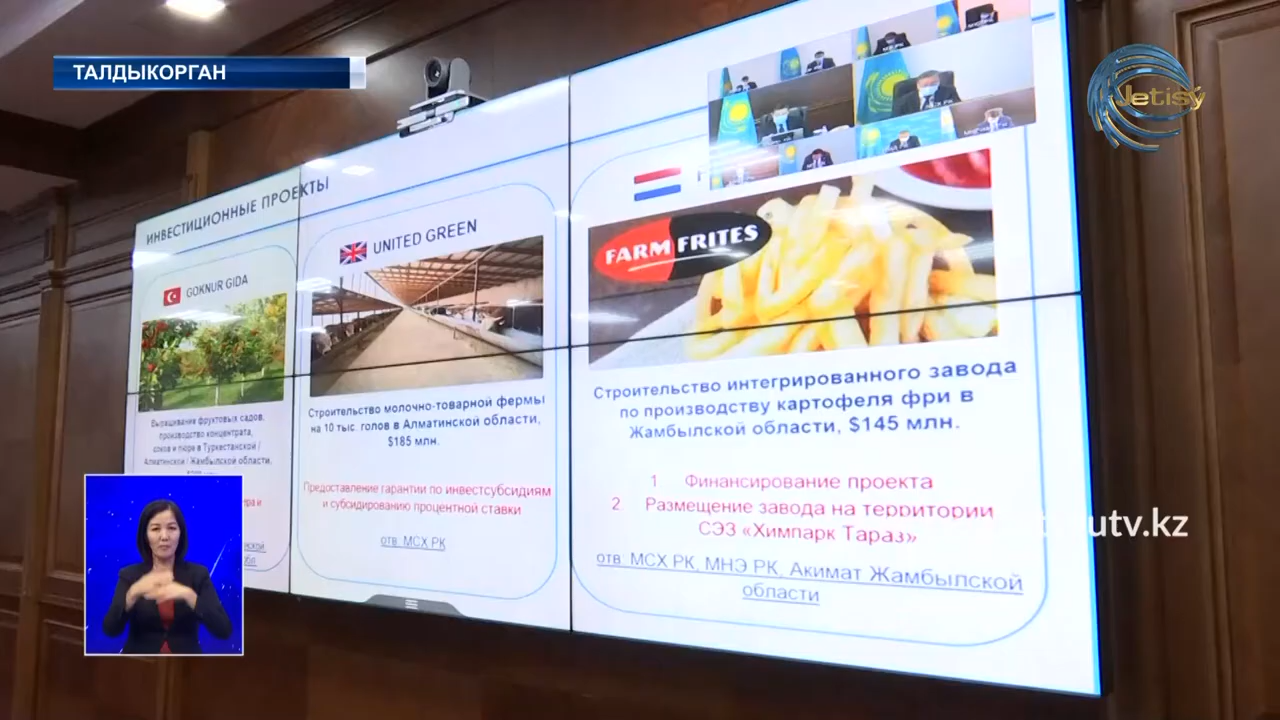 ТАЛДЫКОРГАН
Jetisy
ИНВЕСТИЦИОННЫЕ ПРОЕКТЫ
GOKNUR GIDA
Выращивание фруктовых садов,
производство концентрата,
соков и пюре в Туркестанской /
Алматинской / Жамбылской области,
UNITED GREEN
Строительство молочно-товарной фермы
на 10 тыс. голов в Алматинской области,
$185 млн.
Предоставление гарантии по инвестсубсидиям
и субсидированию процентной ставки
отв: МСХ РК
FARM FRITES
Строительство интегрированного завода
по производству картофеля фри в
Жамбылской области, $145 млн.
1 Финансирование проекта
2. Размещение завода на территории
СЭЗ «Химпарк Тараз»
отв: МСХ РК, МНЭ РК, Акимат Жамбылской
области
utv.kz